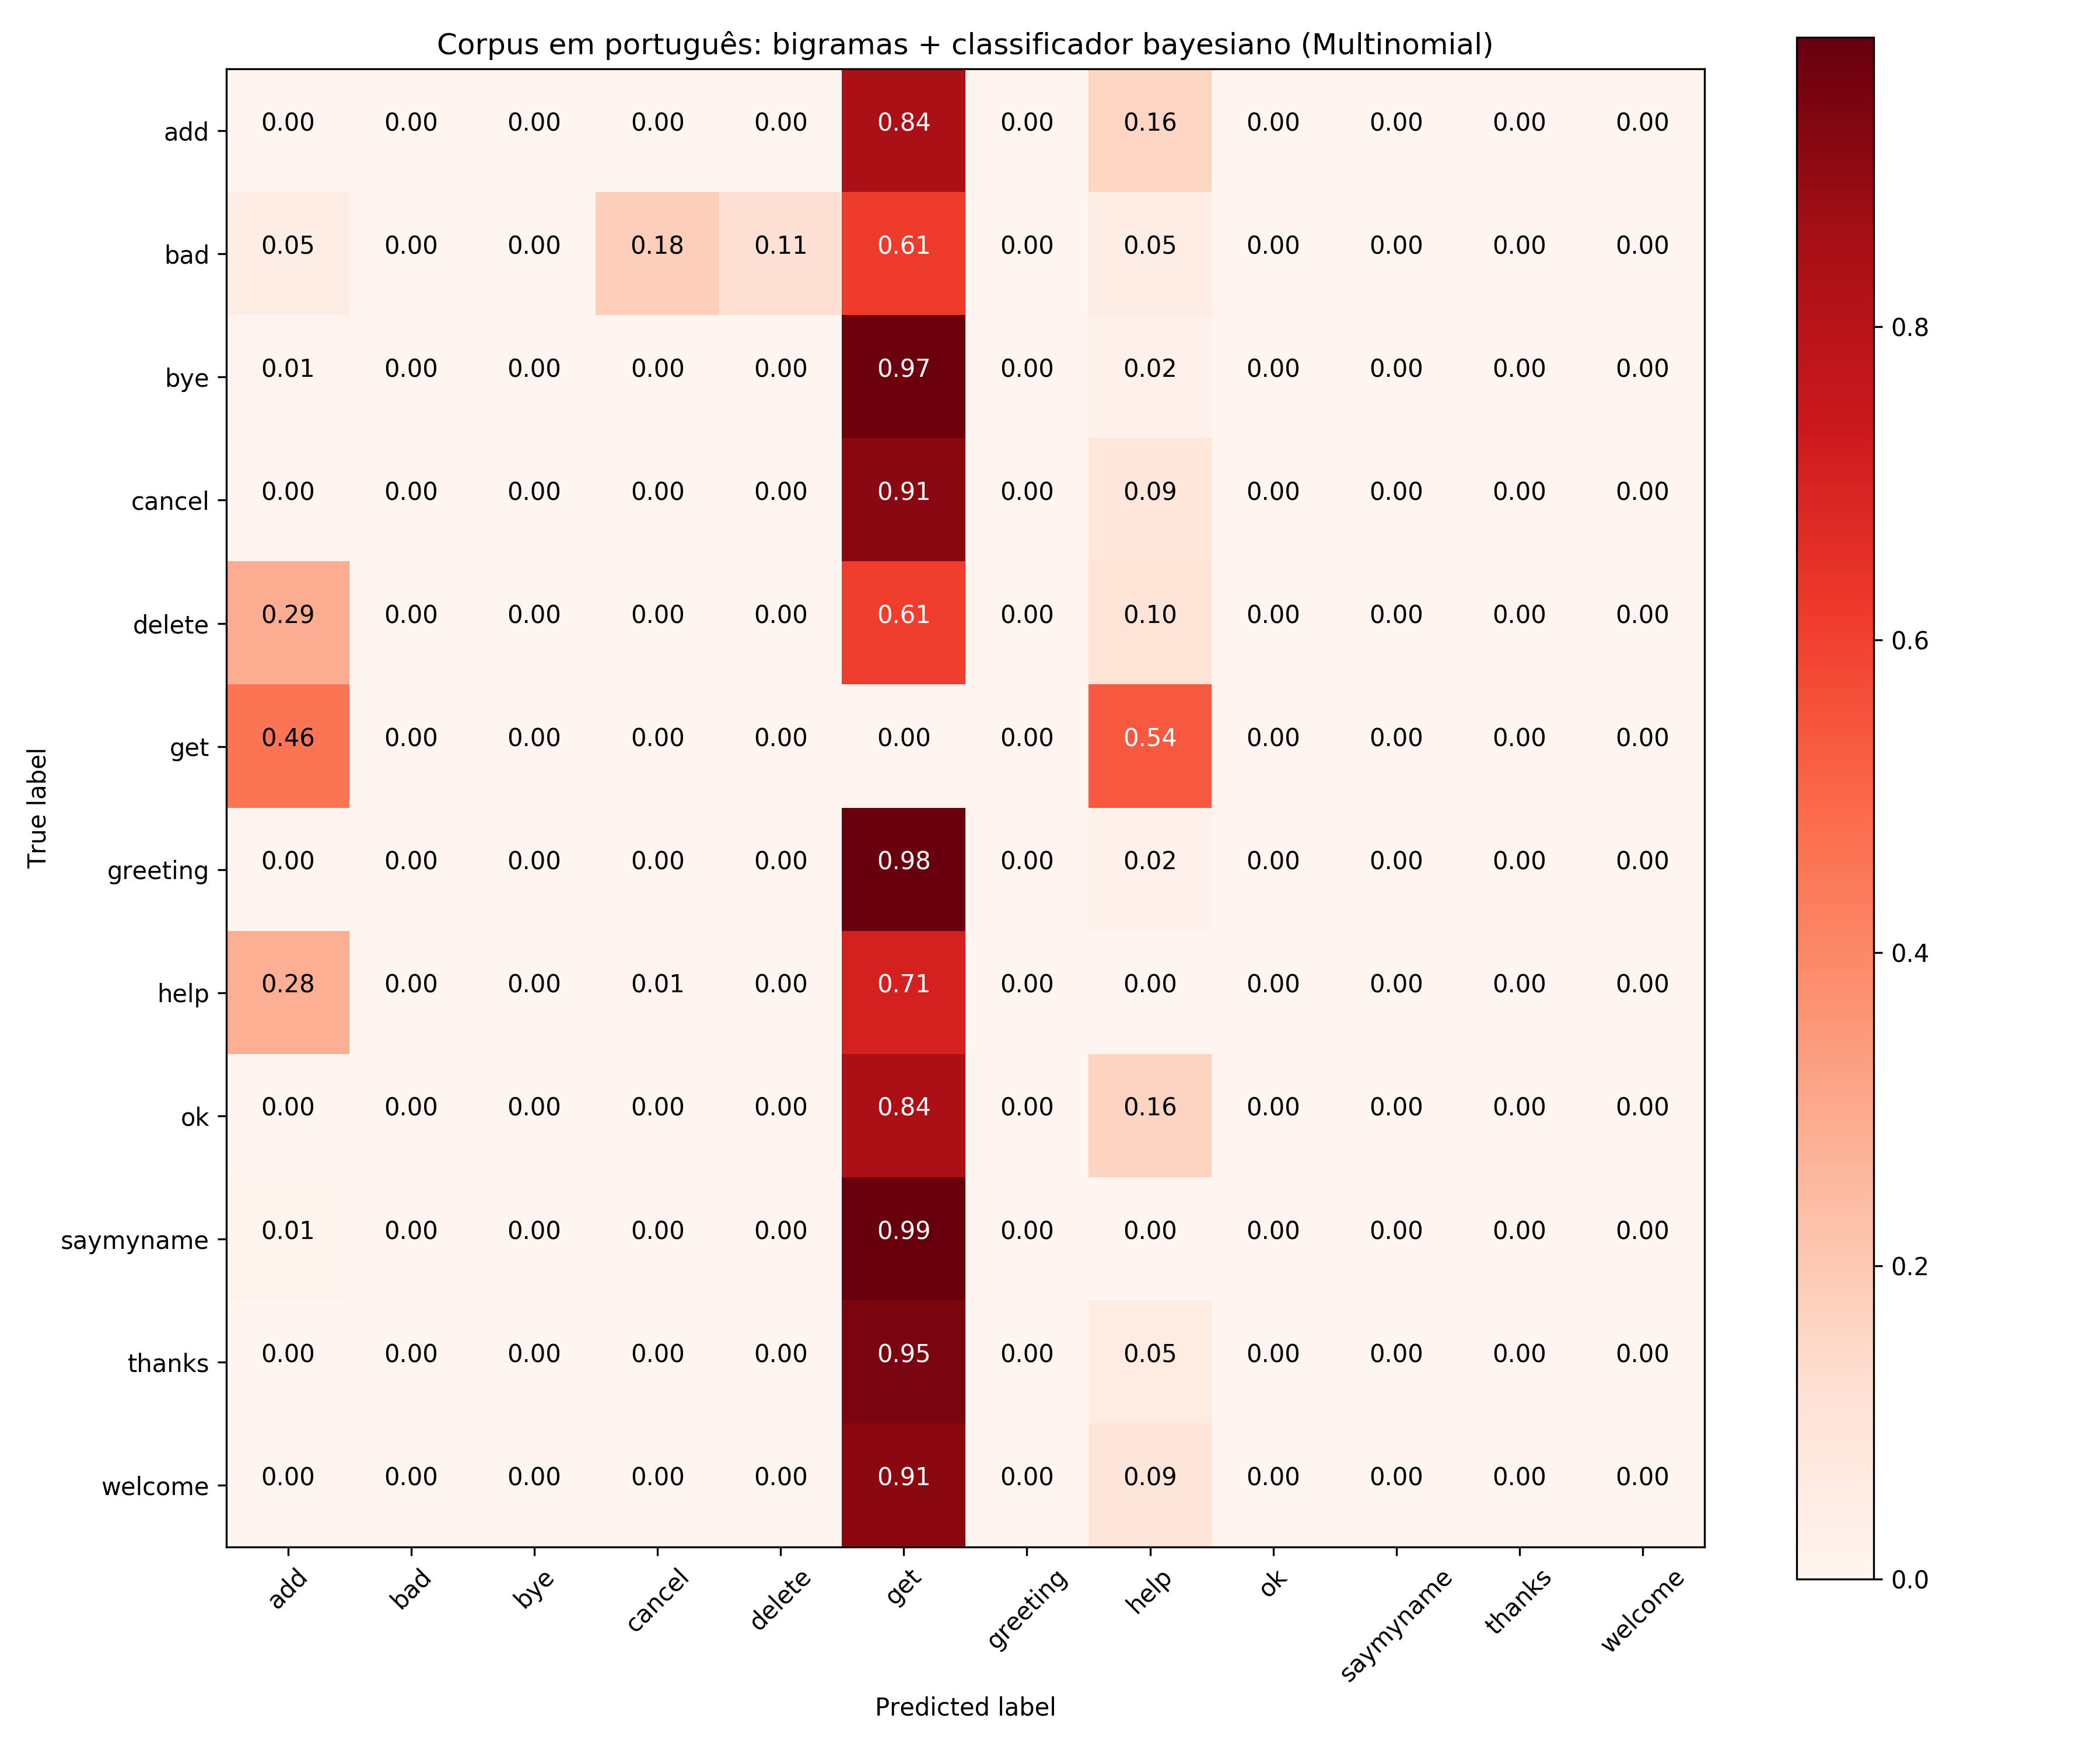 Corpus em português: bigramas + classificador bayesiano (Multinomial)
True label
add 0.00 0.00 0.00 0.00 0.00 0.84 0.00 0.16 0.00 0.00 0.00 0.00
bad 0.05 0.00 0.00 0.18 0.11 0.61 0.00 0.05 0.00 0.00 0.00 0.00
bye 0.01 0.00 0.00 0.00 0.00 0.97 0.00 0.02 0.00 0.00 0.00 0.00
cancel 0.00 0.00 0.00 0.00 0.00 0.91 0.00 0.09 0.00 0.00 0.00 0.00
delete 0.29 0.00 0.00 0.00 0.00 0.61 0.00 0.10 0.00 0.00 0.00 0.00
get 0.46 0.00 0.00 0.00 0.00 0.00 0.00 0.54 0.00 0.00 0.00 0.00
greeting 0.00 0.00 0.00 0.00 0.00 0.98 0.00 0.02 0.00 0.00 0.00 0.00
help 0.28 0.00 0.00 0.01 0.00 0.71 0.00 0.00 0.00 0.00 0.00 0.00
ok 0.00 0.00 0.00 0.00 0.00 0.84 0.00 0.16 0.00 0.00 0.00 0.00
saymyname 0.01 0.00 0.00 0.00 0.00 0.99 0.00 0.00 0.00 0.00 0.00 0.00
thanks 0.00 0.00 0.00 0.00 0.00 0.95 0.00 0.05 0.00 0.00 0.00 0.00
welcome 0.00 0.00 0.00 0.00 0.00 0.91 0.00 0.09 0.00 0.00 0.00 0.00
add bad bye cancel delete get greeting help ok saymyname thanks welcome
Predicted label
0.8
0.6
0.4
0.2
0.0